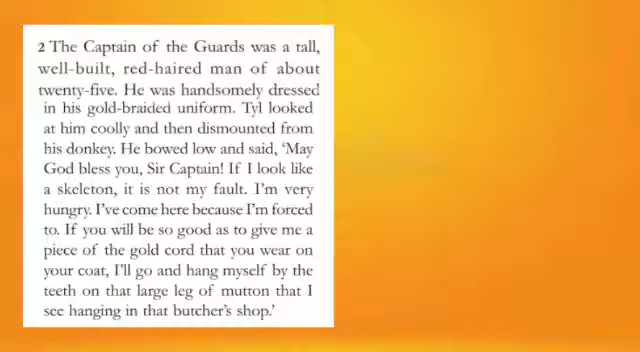 2 The Captain of the Guards was a tall,
well-built, red-haired man of about
twenty-five. He was handsomely dressed
in his gold-braided uniform. Tyl looked
at him coolly and then dismounted from
his donkey. He bowed low and said, ‘May
God bless you, Sir Captain! If I look like
a skeleton, it is not my fault. I’m very
hungry. I’ve come here because I’m forced
to. If you will be so good as to give me a
piece of the gold cord that you wear on
your coat, I’ll go and hang myself by the
teeth on that large leg of mutton that I
see hanging in that butcher’s shop.’